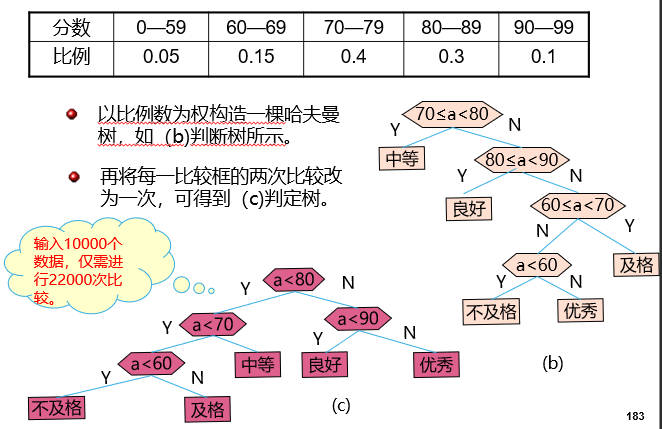 分数 0—59 60—69 70—79 80—89 90—99
比例 0.05 0.15 0.4 0.3 0.1
以比例数为权构造一棵哈夫曼
树，如（b)判断树所示。
再将每一比较框的两次比较改
为一次，可得到（c)判定树。
输入10000个
数据，仅需进
行22000次比
较。
70≤a<80
Y N
中等 80≤a<90
Y N
良好 60≤a<70
N Y
a<60 及格
Y N
不及格 优秀
(b)
a<80
Y N
a<70 a<90
Y N Y N
a<60 中等 良好 优秀
Y N
不及格 及格
(c)
183